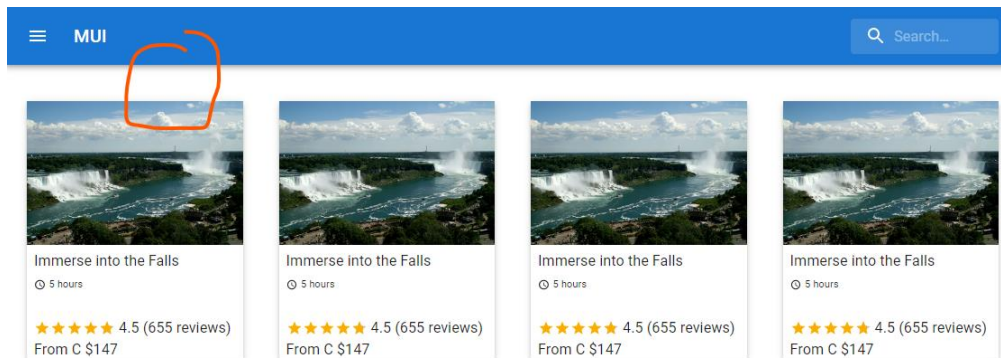 MUI
Search...
Immerse into the Falls
5 hours
4.5 (655 reviews)
From C $147
Immerse into the Falls
5 hours
4.5 (655 reviews)
From C $147
Immerse into the Falls
5 hours
4.5 (655 reviews)
From C $147
Immerse into the Falls
5 hours
4.5 (655 reviews)
From C $147